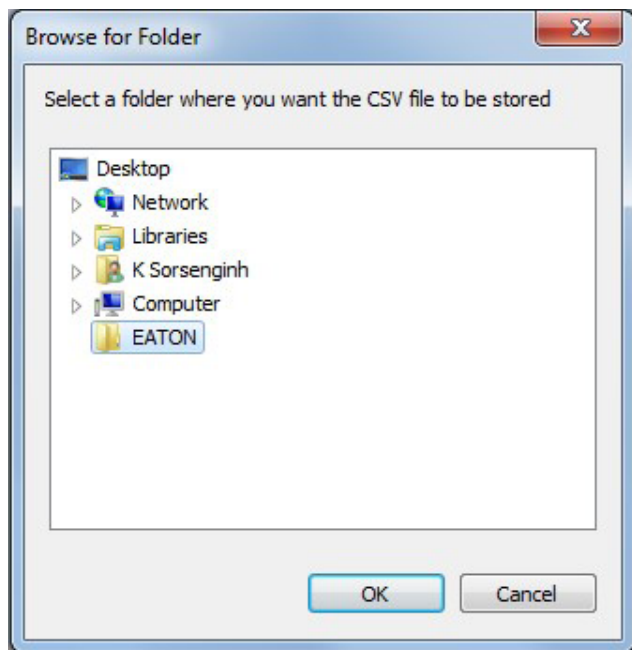 Browse for Folder
Select a folder where you want the CSV file to be stored
Desktop
Network
Libraries
K Sorsenginh
Computer
EATON
OK Cancel